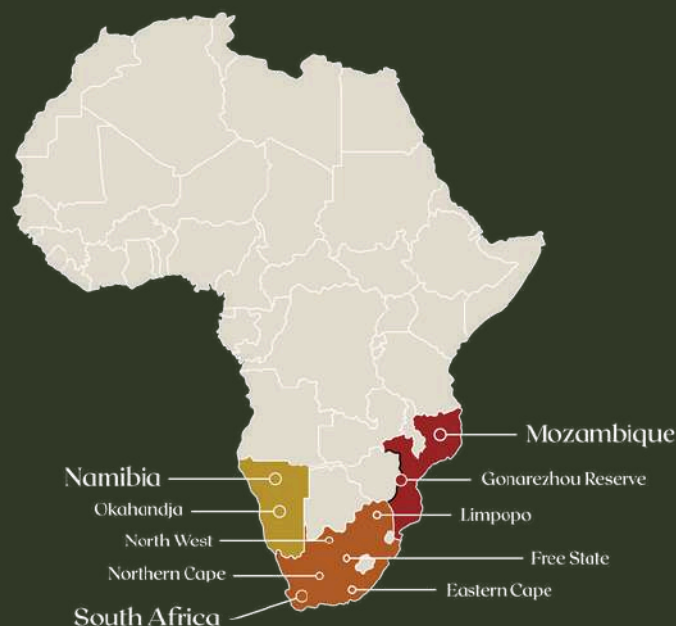 Mozambique
Namibia
Gonarezhou Reserve
Okahandja
Limpopo
North West
Free State
Northern Cape
Eastern Cape
South Africa